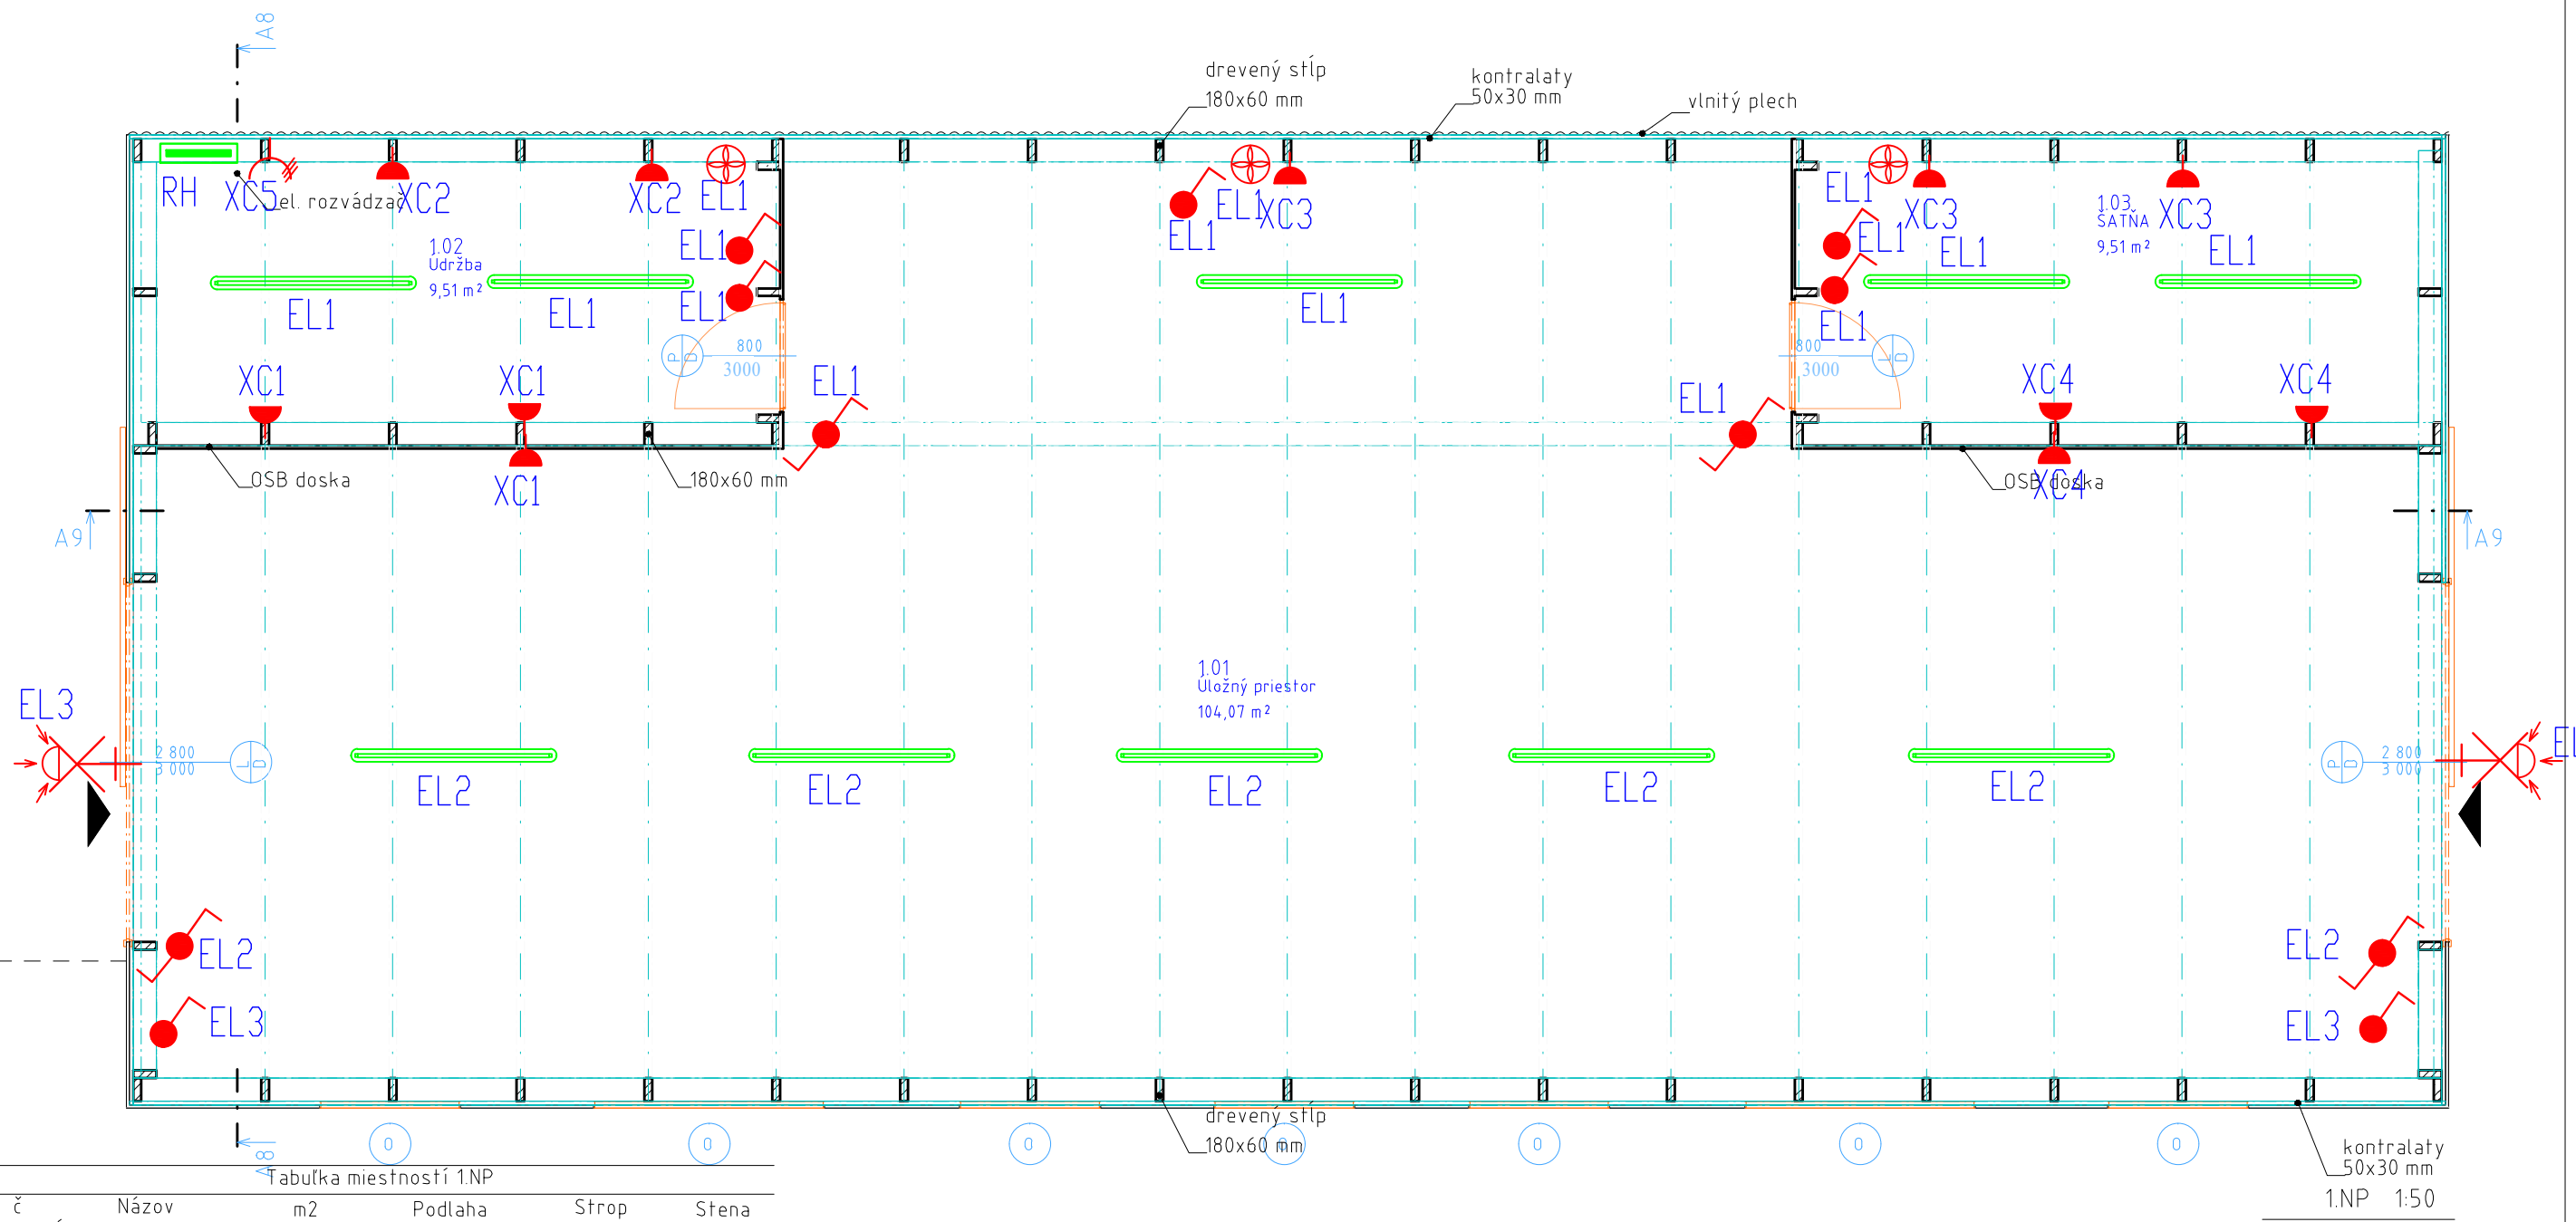 A8
drevený stĺp
180x60 mm
kontralaty
50x30 mm
vlnitý plech
RH
XC5
el. rozvádzač
XC2
XC2
EL1
EL1
EL1
1.02
Údržba
9,51 m²
EL1
EL1
XC1
XC1
XC1
800
3000
P
D
EL1
EL1
EL1
XC3
EL1
EL1
EL1
EL1
XC3
EL1
1.03
ŠATŇA
9,51 m²
XC3
EL1
EL1
800
3000
L
D
XC4
XC4
XC4
OSB doska
180x60 mm
OSB doska
A9
A9
EL3
2 800
3 000
L
D
1.01
Úložný priestor
104,07 m²
P
D
2 800
3 000
EL
EL2
EL2
EL2
EL2
EL2
EL2
EL3
EL2
EL3
drevený stĺp
180x60 mm
0
0
0
0
0
0
0
kontralaty
50x30 mm
A8
Tabuľka miestností 1.NP
č
Názov
m2
Podlaha
Strop
Stena
1.NP 1:50